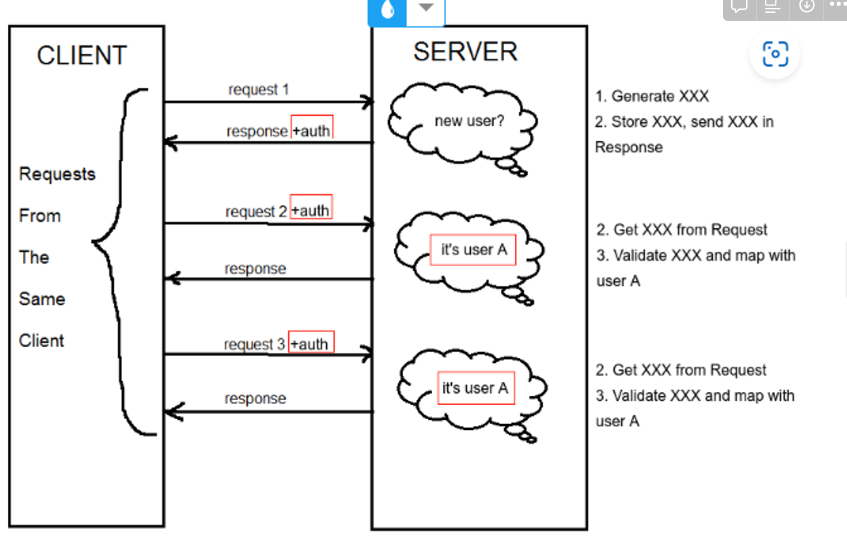 CLIENT
SERVER
request 1
response +auth
new user?
1. Generate XXX
2. Store XXX, send XXX in
Response
Requests
From
The
Same
Client
request 2 +auth
it's user A
response
2. Get XXX from Request
3. Validate XXX and map with
user A
request 3 +auth
it's user A
response
2. Get XXX from Request
3. Validate XXX and map with
user A